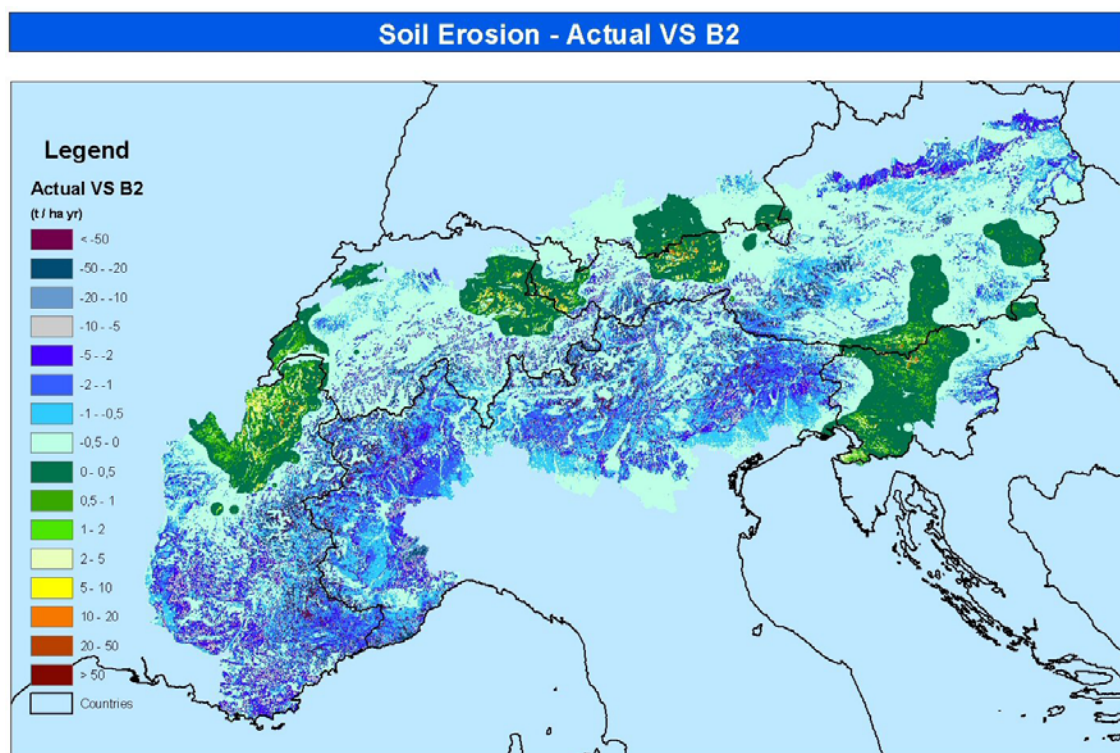 Soil Erosion - Actual VS B2
Legend
Actual VS B2
(t / ha yr)
< -50
-50 - -20
-20 - -10
-10 - -5
-5 - -2
-2 - -1
-1 - -0,5
-0,5 - 0
0 - 0,5
0,5 - 1
1 - 2
2 - 5
5 - 10
10 - 20
20 - 50
> 50
Countries